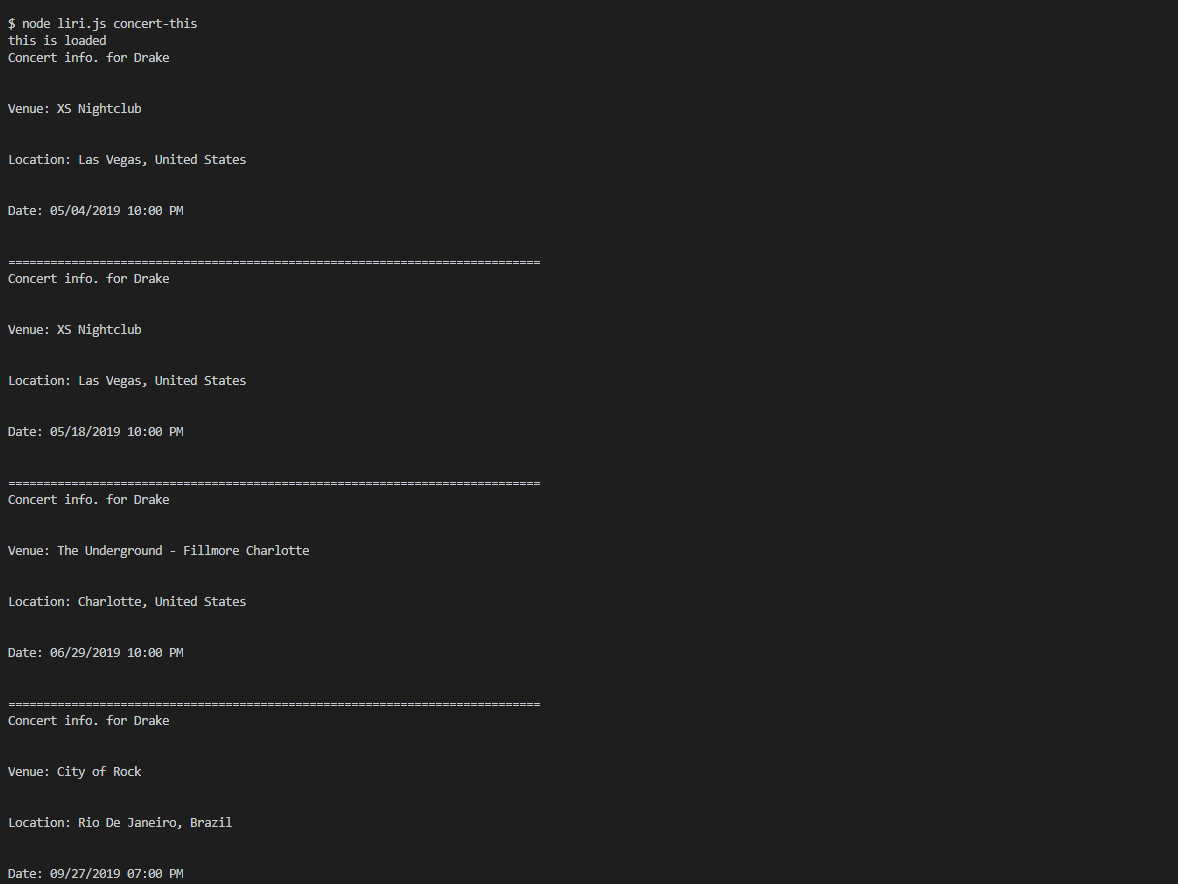 $ node liri.js concert-this
this is loaded
Concert info. for Drake
Venue: XS Nightclub
Location: Las Vegas, United States
Date: 05/04/2019 10:00 PM
============================================================================
Concert info. for Drake
Venue: XS Nightclub
Location: Las Vegas, United States
Date: 05/18/2019 10:00 PM
============================================================================
Concert info. for Drake
Venue: The Underground - Fillmore Charlotte
Location: Charlotte, United States
Date: 06/29/2019 10:00 PM
============================================================================
Concert info. for Drake
Venue: City of Rock
Location: Rio De Janeiro, Brazil
Date: 09/27/2019 07:00 PM